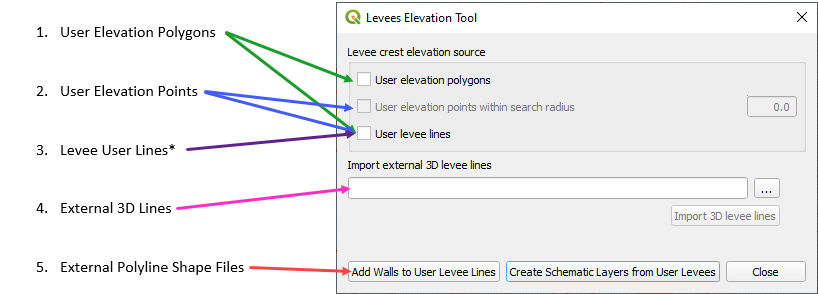 1. User Elevation Polygons
2. User Elevation Points
3. Levee User Lines*
4. External 3D Lines
5. External Polyline Shape Files
Levees Elevation Tool
Levee crest elevation source
User elevation polygons
User elevation points within search radius 0.0
User levee lines
Import external 3D levee lines
...
Import 3D levee lines
Add Walls to User Levee Lines Create Schematic Layers from User Levees Close